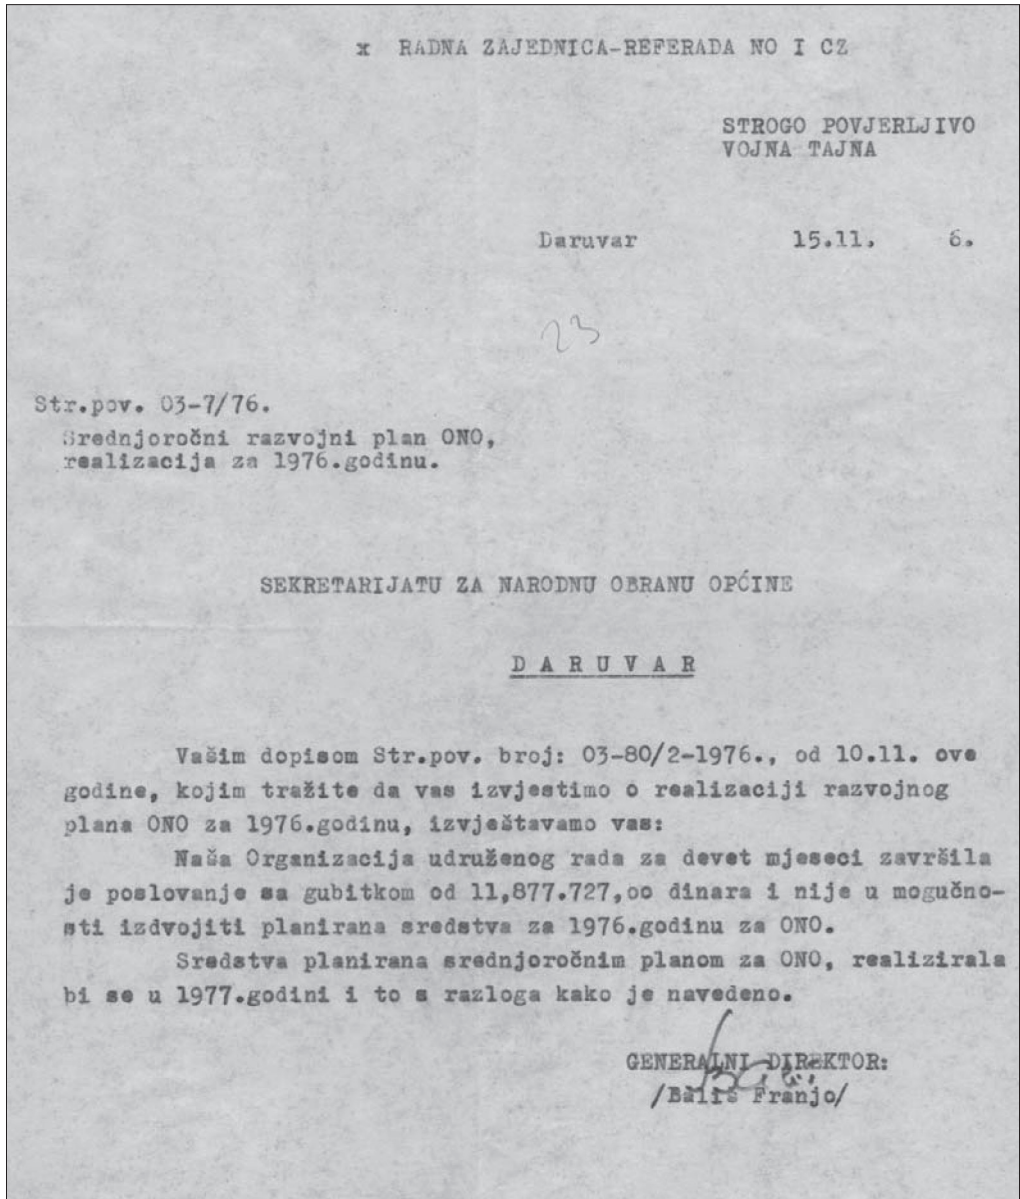 x RADNA ZAJEDNICA-REFERADA NO I CZ
STROGO POVJERLJIVO
VOJNA TAJNA
Daruvar 15.11. 6.
23
Str.pov. 03-7/76.
Srednjoročni razvojni plan ONO,
realizacija za 1976.godinu.
SEKRETARIJATU ZA NARODNU OBRANU OPĆINE
D A R U V A R
Vašim dopisom Str.pov. broj: 03-80/2-1976., od 10.11. ove
godine, kojim tražite da vas izvjestimo o realizaciji razvojnog
plana ONO za 1976.godinu, izvještavamo vas:
Naša Organizacija udruženog rada za devet mjeseci završila
je poslovanje sa gubitkom od 11,877.727,oo dinara i nije u mogučno-
sti izdvojiti planirana sredstva za 1976.godinu za ONO.
Sredstva planirana srednjoročnim planom za ONO, realizirala
bi se u 1977.godini i to s razloga kako je navedeno.
GENERALNI DIREKTOR:
/Bališ Franjo/